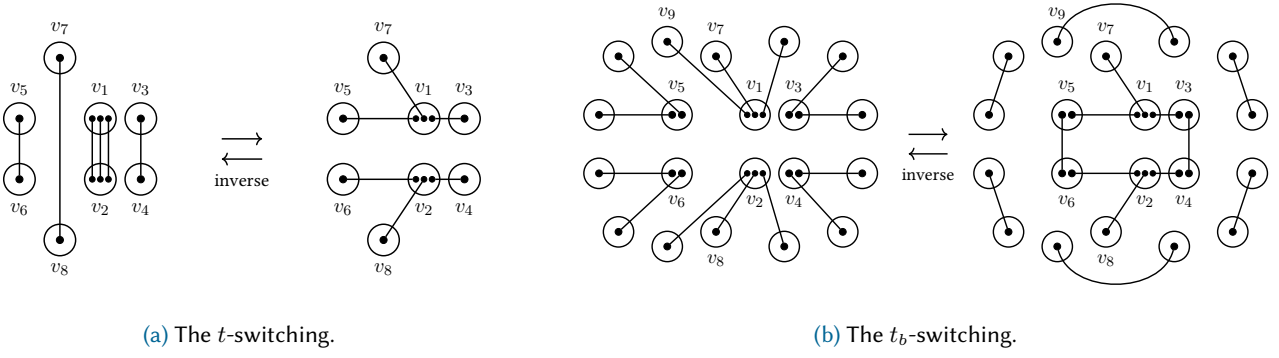 v₇
v₅ v₁ v₃
v₆ v₂ v₄
v₈
inverse
v₇
v₅ v₁ v₃
v₆ v₂ v₄
v₈
(a) The t-switching.
v₉ v₇
v₅ v₁ v₃
v₆ v₂ v₄
v₈
inverse
v₉ v₇
v₅ v₁ v₃
v₆ v₂ v₄
v₈
(b) The t_b-switching.